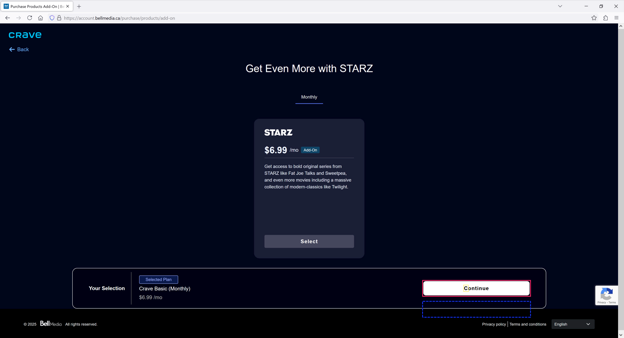 Purchase Products Add-On | C
https://account.bellmedia.ca/purchase/products/add-on
CRAVE
Back
Get Even More with STARZ
Monthly
STARZ
$6.99 /mo Add-On
Get access to bold original series from
STARZ like Fat Joe Talks and Sweetpea,
and even more movies including a massive
collection of modern-classics like Twilight.
Select
Your Selection
Selected Plan
Crave Basic (Monthly)
$6.99 /mo
Continue
Privacy - Terms
© 2025 BellMedia All rights reserved
Privacy policy | Terms and conditions
English